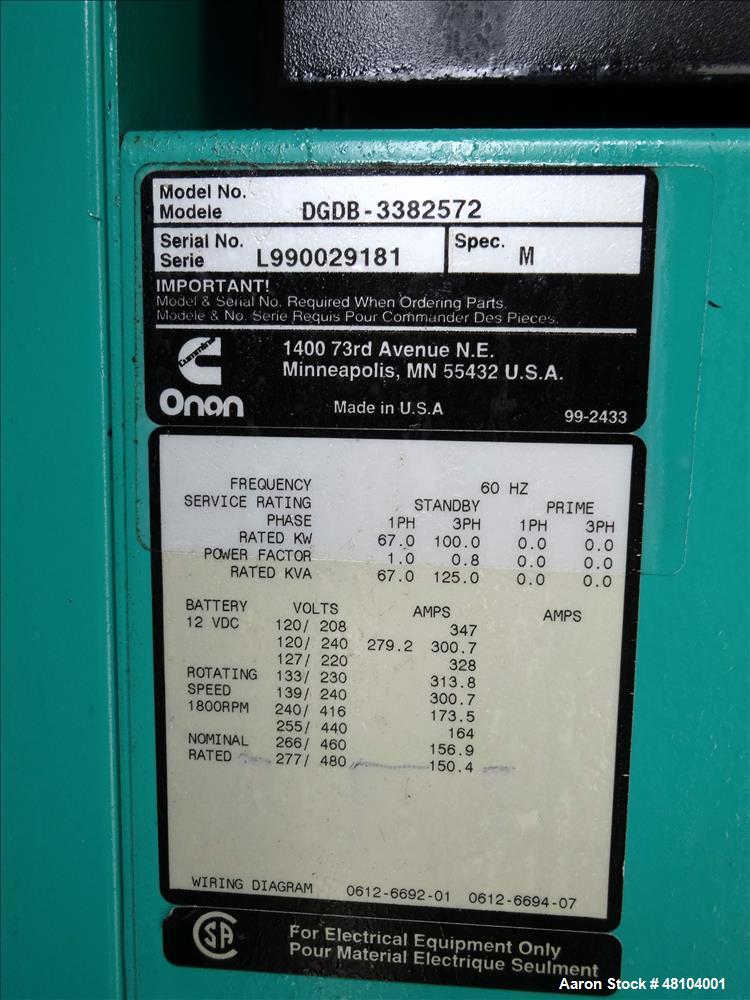 Model No.
Modele DGDB-3382572
Serial No. Spec.
Serie L990029181 M
IMPORTANT!
Model & Serial No. Required When Ordering Parts.
Modele & No. Serie Requis Pour Commander Des Pieces.
Cummins
Onan
1400 73rd Avenue N.E.
Minneapolis, MN 55432 U.S.A.
Made in U.S.A 99-2433
FREQUENCY 60 HZ
SERVICE RATING STANDBY PRIME
PHASE 1PH 3PH 1PH 3PH
RATED KW 67.0 100.0 0.0 0.0
POWER FACTOR 1.0 0.8 0.0 0.0
RATED KVA 67.0 125.0 0.0 0.0
BATTERY VOLTS AMPS AMPS
12 VDC 120/ 208 347
120/ 240 279.2 300.7
127/ 220 328
ROTATING 133/ 230 313.8
SPEED 139/ 240 300.7
1800RPM 240/ 416 173.5
255/ 440 164
NOMINAL 266/ 460 156.9
RATED 277/ 480 150.4
WIRING DIAGRAM 0612-6692-01 0612-6694-07
SA
For Electrical Equipment Only
Pour Material Electrique Seulment
Aaron Stock # 48104001